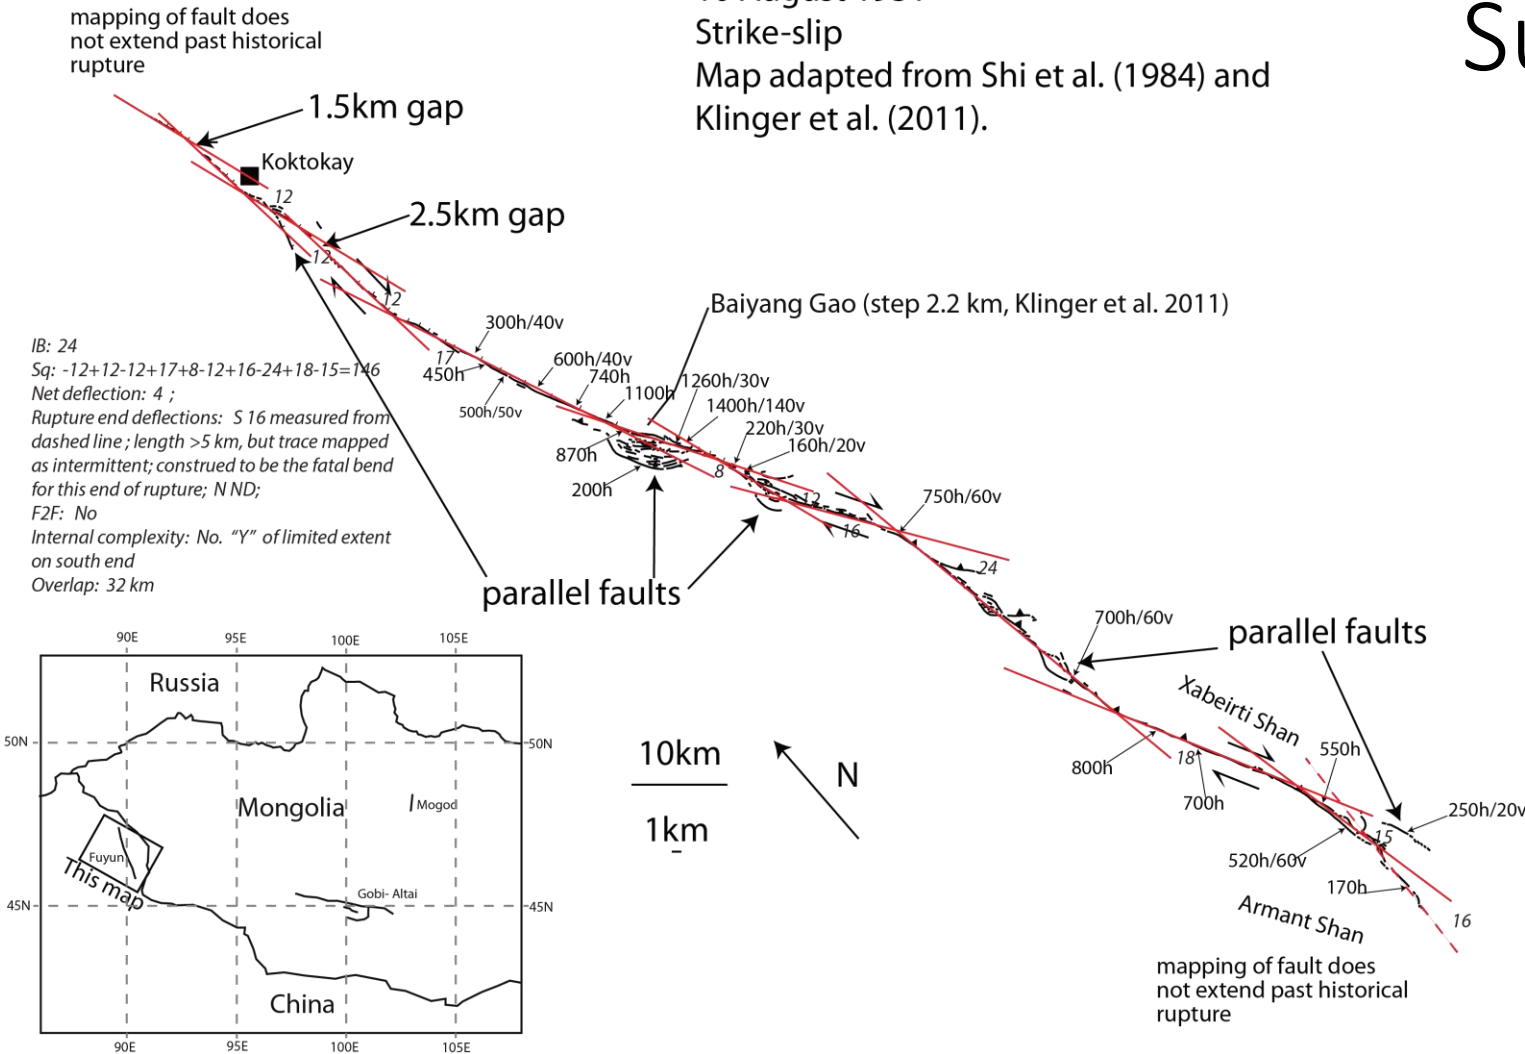 mapping of fault does
not extend past historical
rupture
Strike-slip
Map adapted from Shi et al. (1984) and
Klinger et al. (2011).
1.5km gap
Koktokay
12
2.5km gap
12
12
Baiyang Gao (step 2.2 km, Klinger et al. 2011)
300h/40v
17
450h
600h/40v
740h
500h/50v
1100h
1260h/30v
1400h/140v
220h/30v
160h/20v
870h
200h
8
12
16
750h/60v
24
IB: 24
Sq: -12+12-12+17+8-12+16-24+18-15=146
Net deflection: 4 ;
Rupture end deflections: S 16 measured from
dashed line ; length >5 km, but trace mapped
as intermittent; construed to be the fatal bend
for this end of rupture; N ND;
F2F: No
Internal complexity: No. “Y” of limited extent
on south end
Overlap: 32 km
parallel faults
700h/60v
parallel faults
Xabeirti Shan
800h
18
700h
550h
250h/20v
15
520h/60v
170h
16
Armant Shan
mapping of fault does
not extend past historical
rupture
10km
1km
N
90E 95E 100E 105E
Russia
50N
50N
Mongolia
Mogod
Fuyun
This map
Gobi- Altai
45N
45N
China
90E 95E 100E 105E